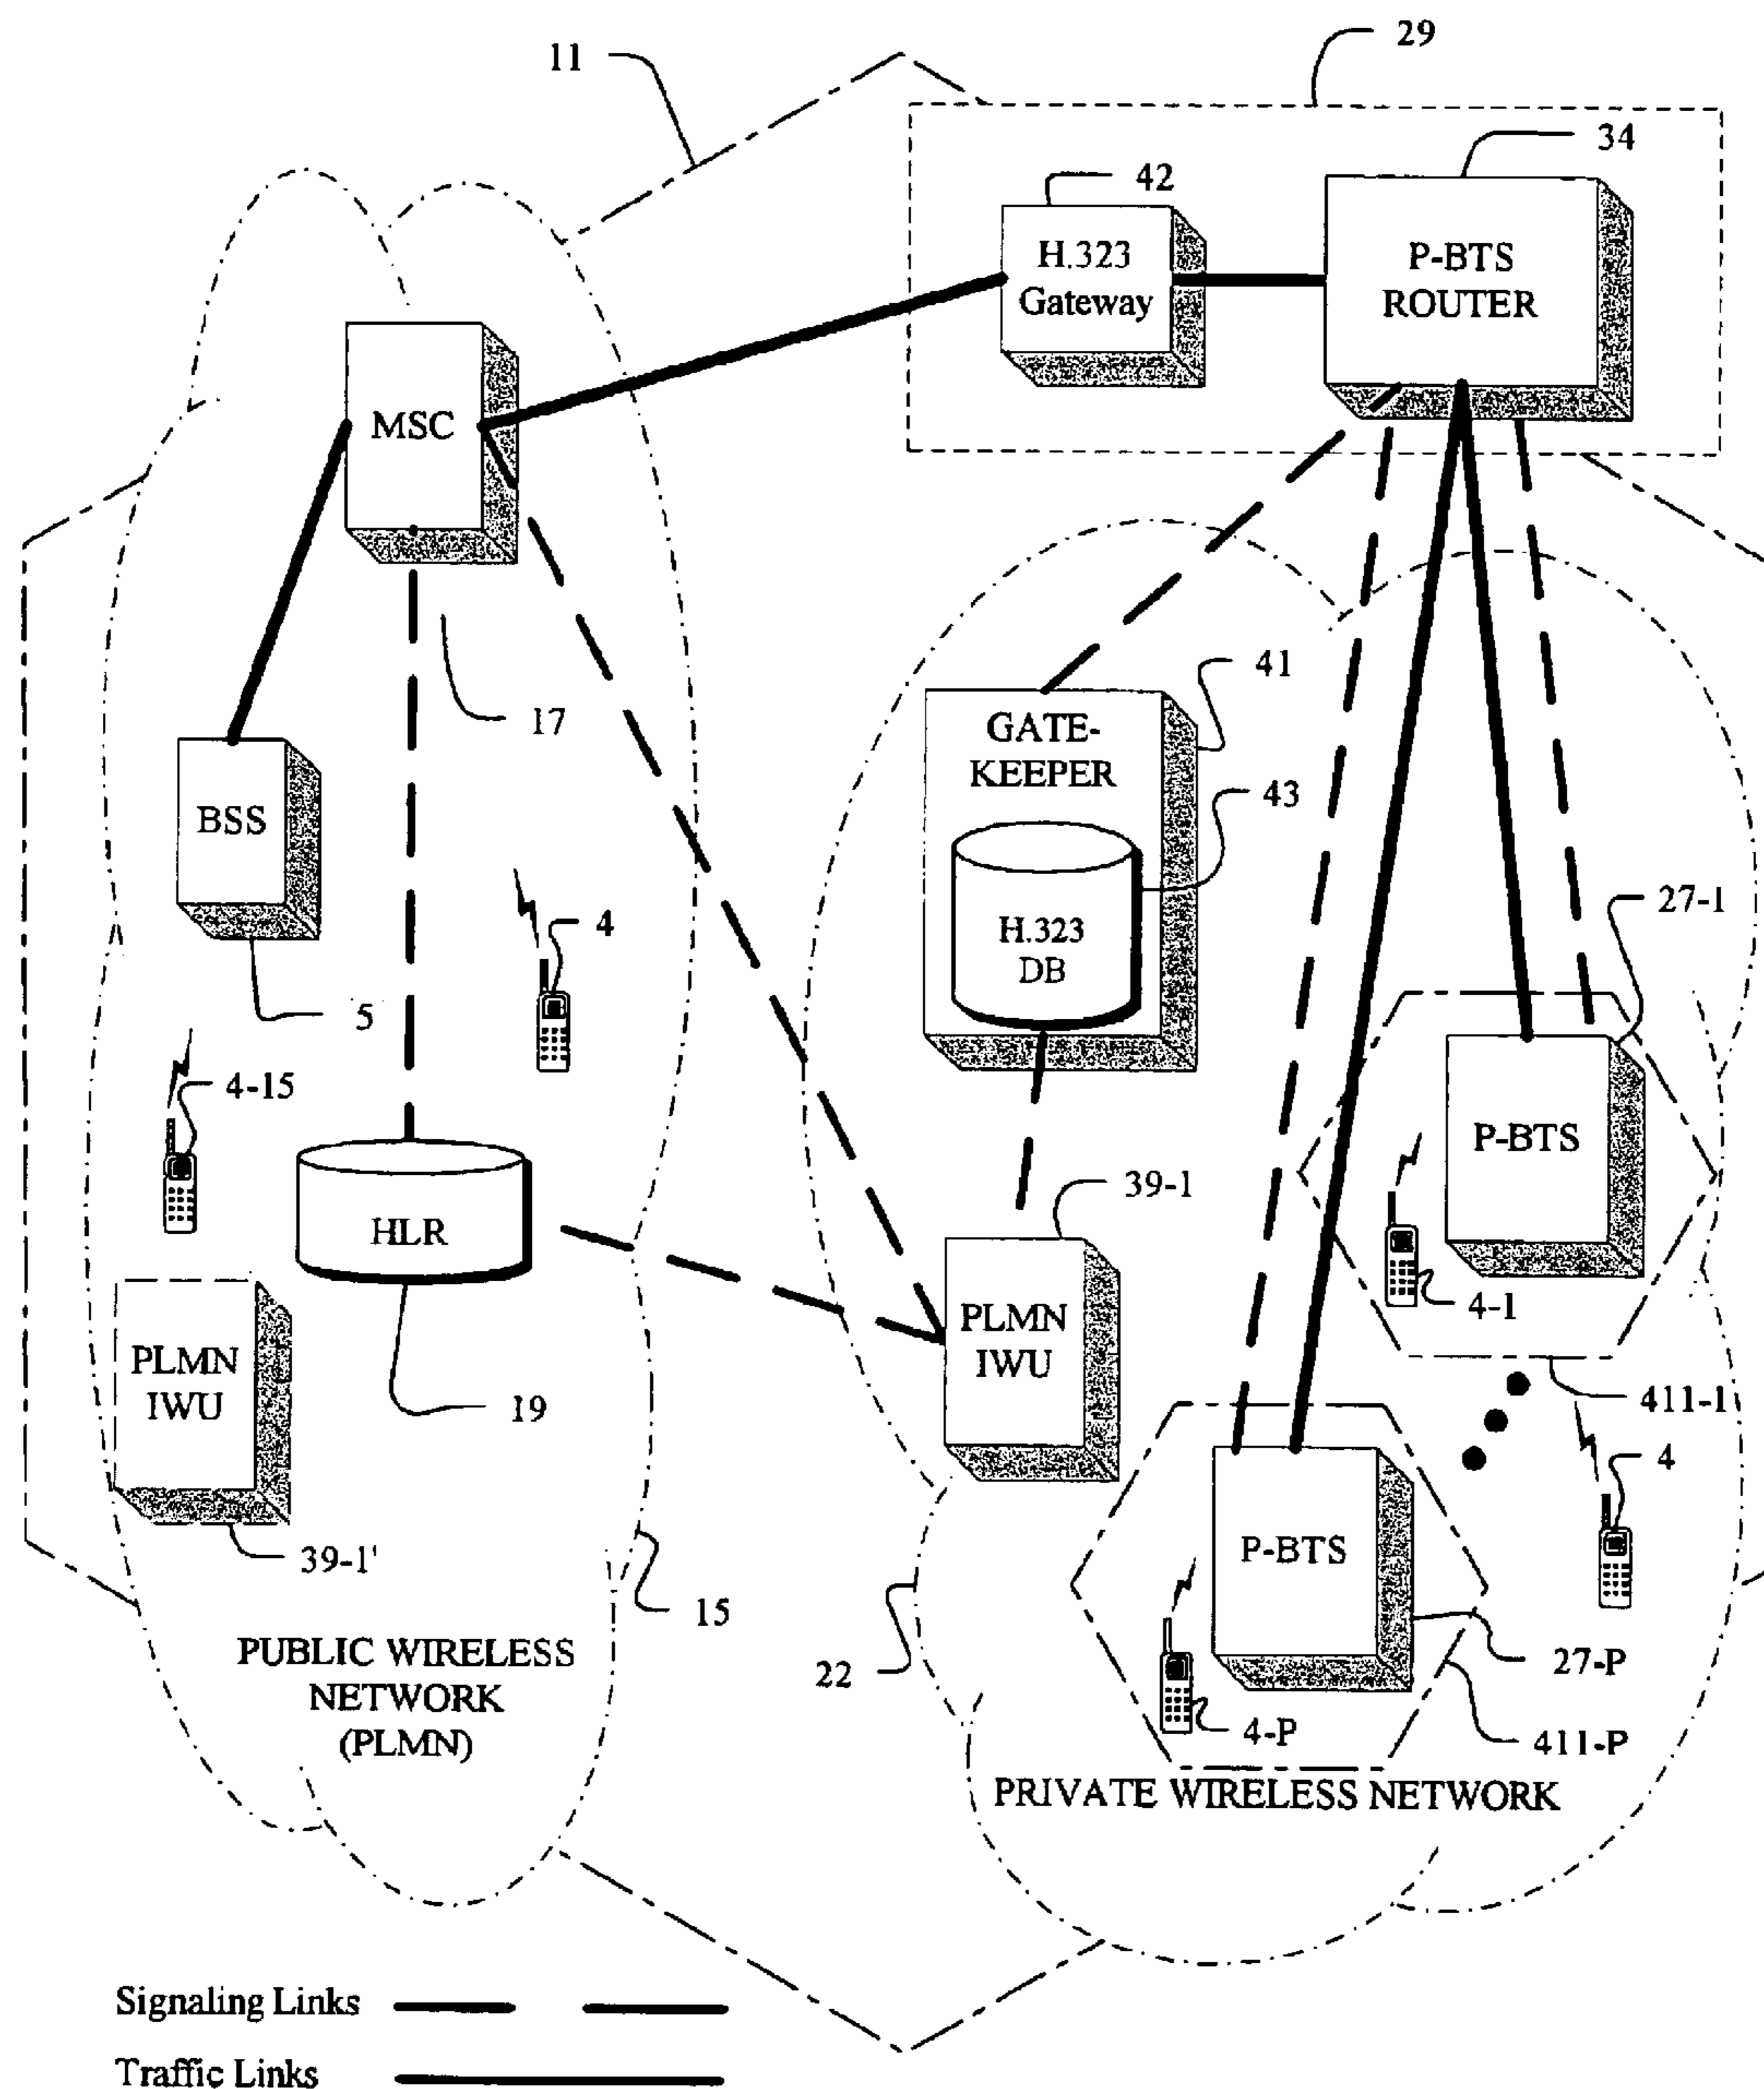 11
29
34
42
H.323
Gateway
P-BTS
ROUTER
MSC
17
41
GATE-
KEEPER
43
H.323
DB
BSS
5
4
4-15
HLR
19
27-1
P-BTS
4-1
411-1
39-1
PLMN
IWU
PLMN
IWU
39-1'
15
4
P-BTS
22
27-P
4-P
411-P
PUBLIC WIRELESS
NETWORK
(PLMN)
PRIVATE WIRELESS NETWORK
Signaling Links
Traffic Links